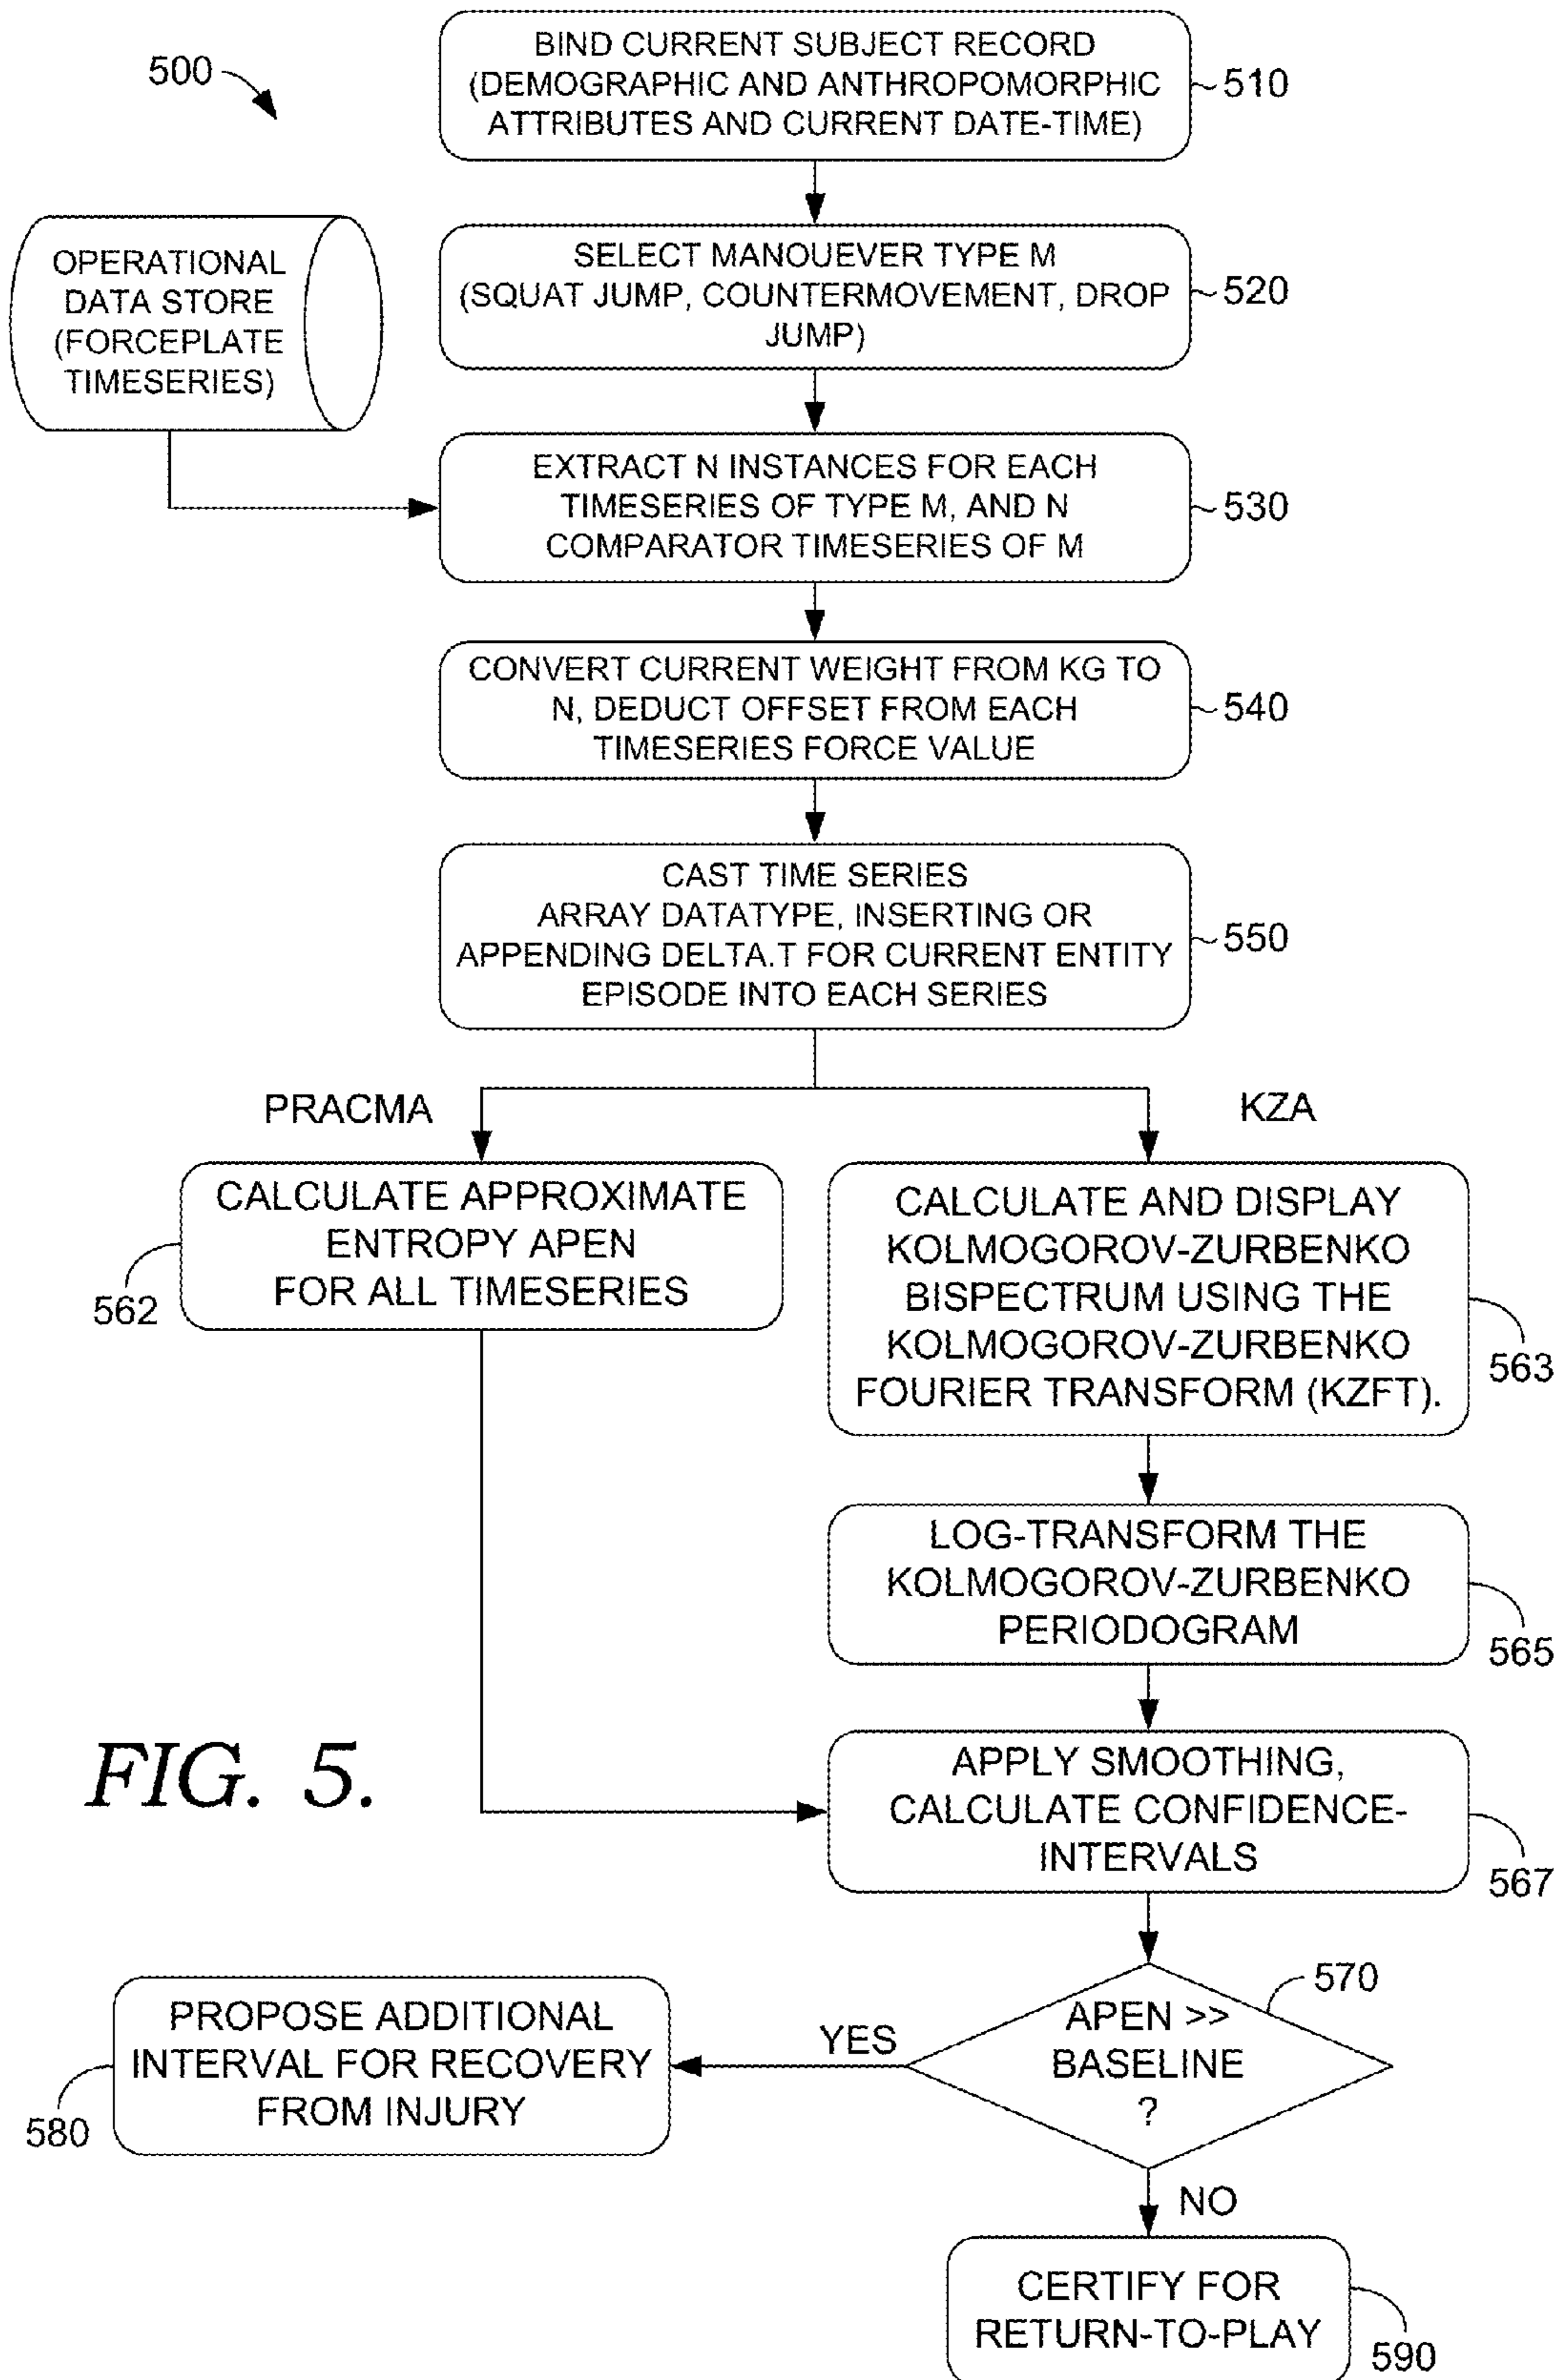 500
BIND CURRENT SUBJECT RECORD
(DEMOGRAPHIC AND ANTHROPOMORPHIC
ATTRIBUTES AND CURRENT DATE-TIME)
510
OPERATIONAL
DATA STORE
(FORCEPLATE
TIMESERIES)
SELECT MANOUEVER TYPE M
(SQUAT JUMP, COUNTERMOVEMENT, DROP
JUMP)
520
EXTRACT N INSTANCES FOR EACH
TIMESERIES OF TYPE M, AND N
COMPARATOR TIMESERIES OF M
530
CONVERT CURRENT WEIGHT FROM KG TO
N, DEDUCT OFFSET FROM EACH
TIMESERIES FORCE VALUE
540
CAST TIME SERIES
ARRAY DATATYPE, INSERTING OR
APPENDING DELTA.T FOR CURRENT ENTITY
EPISODE INTO EACH SERIES
550
PRACMA
KZA
CALCULATE APPROXIMATE
ENTROPY APEN
FOR ALL TIMESERIES
562
CALCULATE AND DISPLAY
KOLMOGOROV-ZURBENKO
BISPECTRUM USING THE
KOLMOGOROV-ZURBENKO
FOURIER TRANSFORM (KZFT).
563
LOG-TRANSFORM THE
KOLMOGOROV-ZURBENKO
PERIODOGRAM
565
APPLY SMOOTHING,
CALCULATE CONFIDENCE-
INTERVALS
567
FIG. 5.
APEN >>
BASELINE
?
570
YES
PROPOSE ADDITIONAL
INTERVAL FOR RECOVERY
FROM INJURY
580
NO
CERTIFY FOR
RETURN-TO-PLAY
590